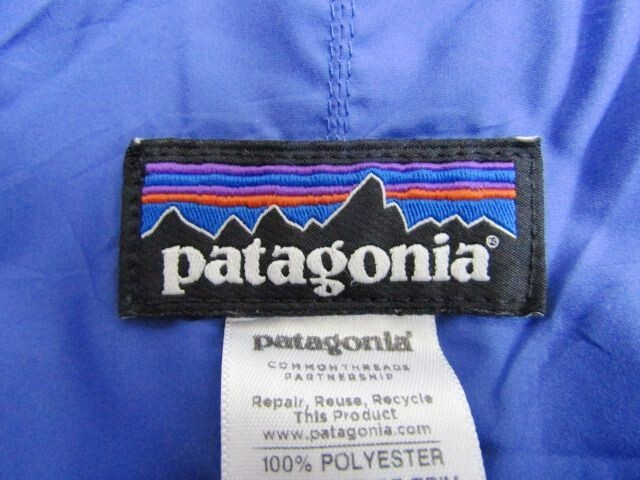 patagonia®
patagonia®
COMMON THREADS
PARTNERSHIP
Repair, Reuse, Recycle
This Product
www.patagonia.com
100% POLYESTER